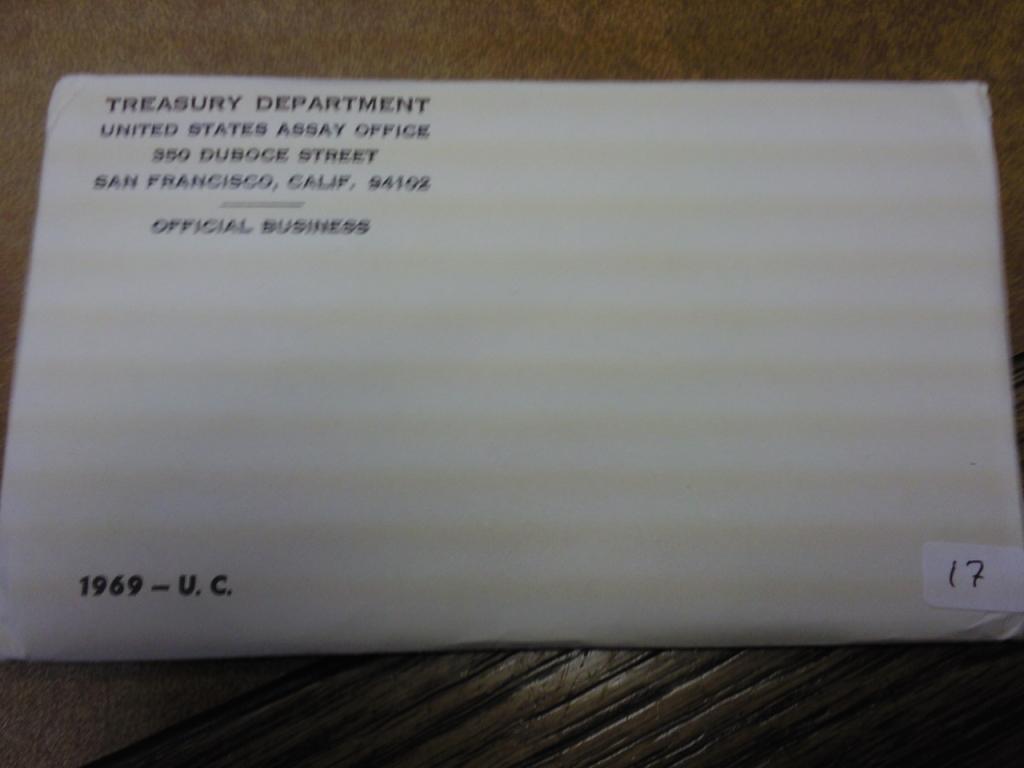 TREASURY DEPARTMENT
UNITED STATES ASSAY OFFICE
350 DUBOCE STREET
SAN FRANCISCO, CALIF. 94102
OFFICIAL BUSINESS
1969 – U. C.
17